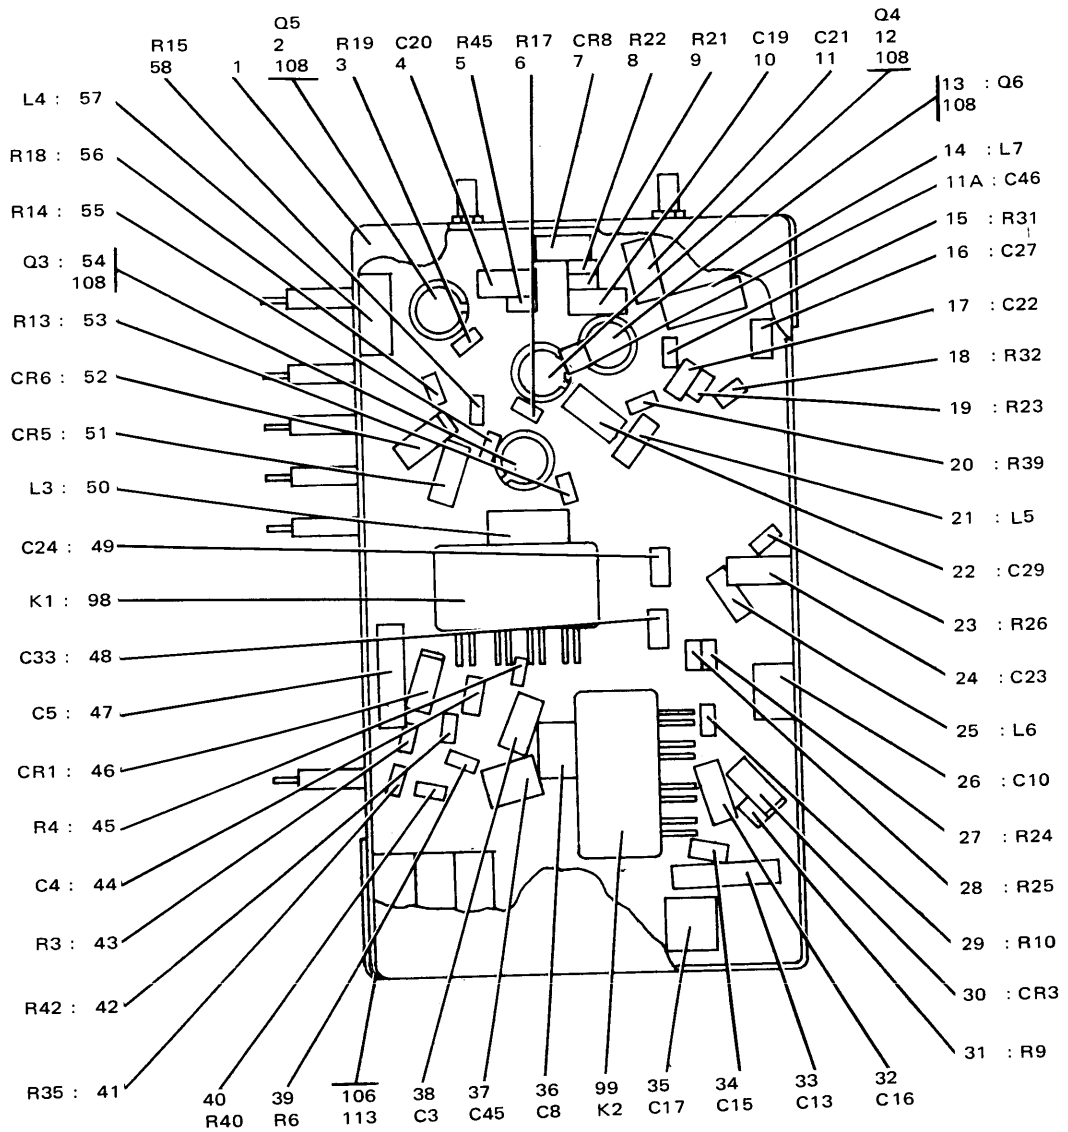 Q5 Q4
R15 2 R19 C20 R45 R17 CR8 R22 R21 C19 C21 12
58 1 108 3 4 5 6 7 8 9 10 11 108
13 : Q6
108
L4 : 57
R18 : 56
R14 : 55
Q3 : 54
108
R13 : 53
CR6 : 52
CR5 : 51
L3 : 50
C24 : 49
K1 : 98
C33 : 48
C5 : 47
CR1 : 46
R4 : 45
C4 : 44
R3 : 43
R42 : 42
R35 : 41
14 : L7
11A : C46
15 : R31
16 : C27
17 : C22
18 : R32
19 : R23
20 : R39
21 : L5
22 : C29
23 : R26
24 : C23
25 : L6
26 : C10
27 : R24
28 : R25
29 : R10
30 : CR3
31 : R9
40 39 106 38 37 36 99 35 34 33 32
R40 R6 113 C3 C45 C8 K2 C17 C15 C13 C16